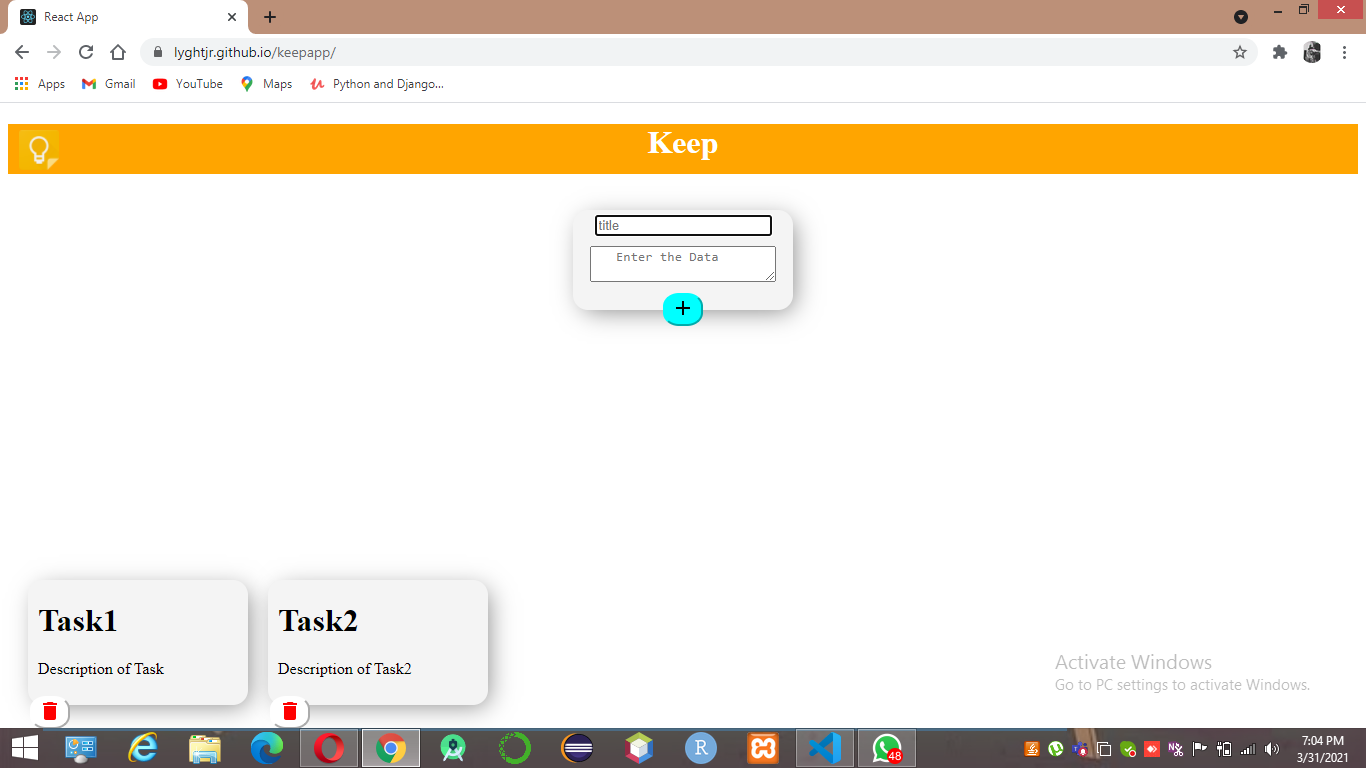 React App
lyghtjr.github.io/keepapp/
Apps Gmail YouTube Maps Python and Django...
Keep
title
Enter the Data
+
Task1 Task2
Description of Task Description of Task2
Activate Windows
Go to PC settings to activate Windows.
R
48
7:04 PM
3/31/2021